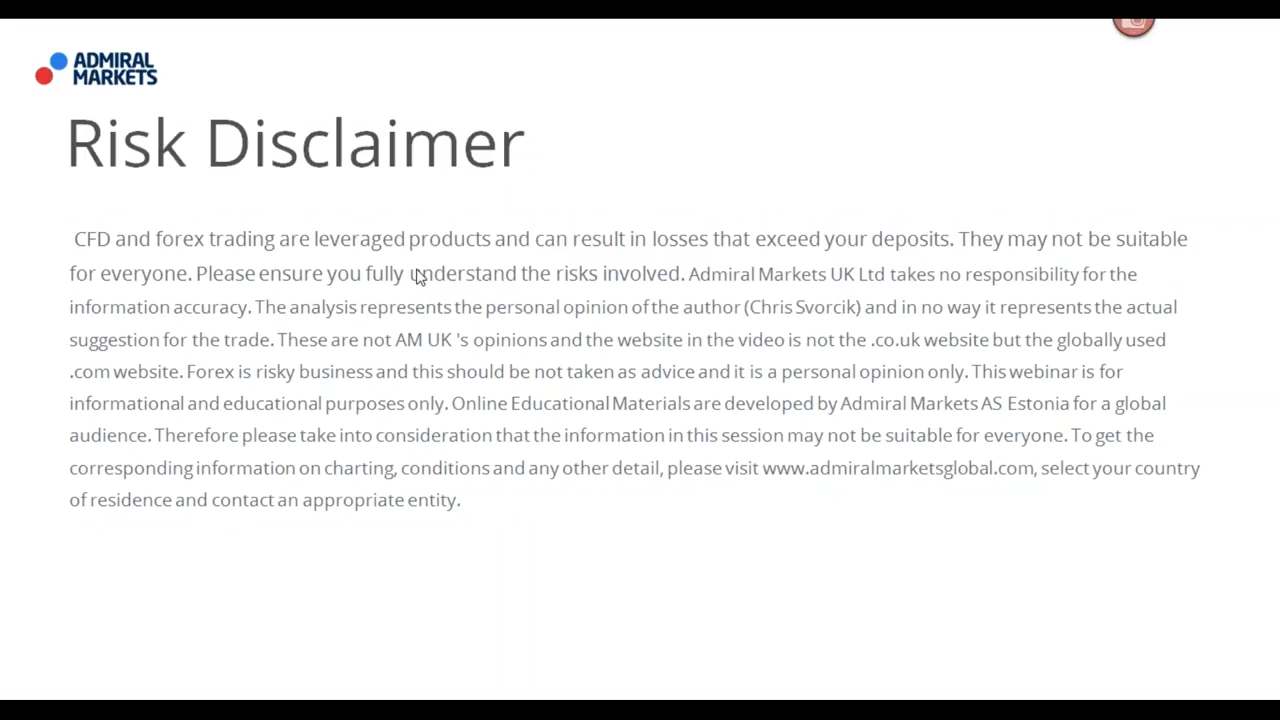 ADMIRAL
MARKETS
Risk Disclaimer
CFD and forex trading are leveraged products and can result in losses that exceed your deposits. They may not be suitable
for everyone. Please ensure you fully understand the risks involved. Admiral Markets UK Ltd takes no responsibility for the
information accuracy. The analysis represents the personal opinion of the author (Chris Svorcik) and in no way it represents the actual
suggestion for the trade. These are not AM UK 's opinions and the website in the video is not the .co.uk website but the globally used
.com website. Forex is risky business and this should be not taken as advice and it is a personal opinion only. This webinar is for
informational and educational purposes only. Online Educational Materials are developed by Admiral Markets AS Estonia for a global
audience. Therefore please take into consideration that the information in this session may not be suitable for everyone. To get the
corresponding information on charting, conditions and any other detail, please visit www.admiralmarketsglobal.com, select your country
of residence and contact an appropriate entity.